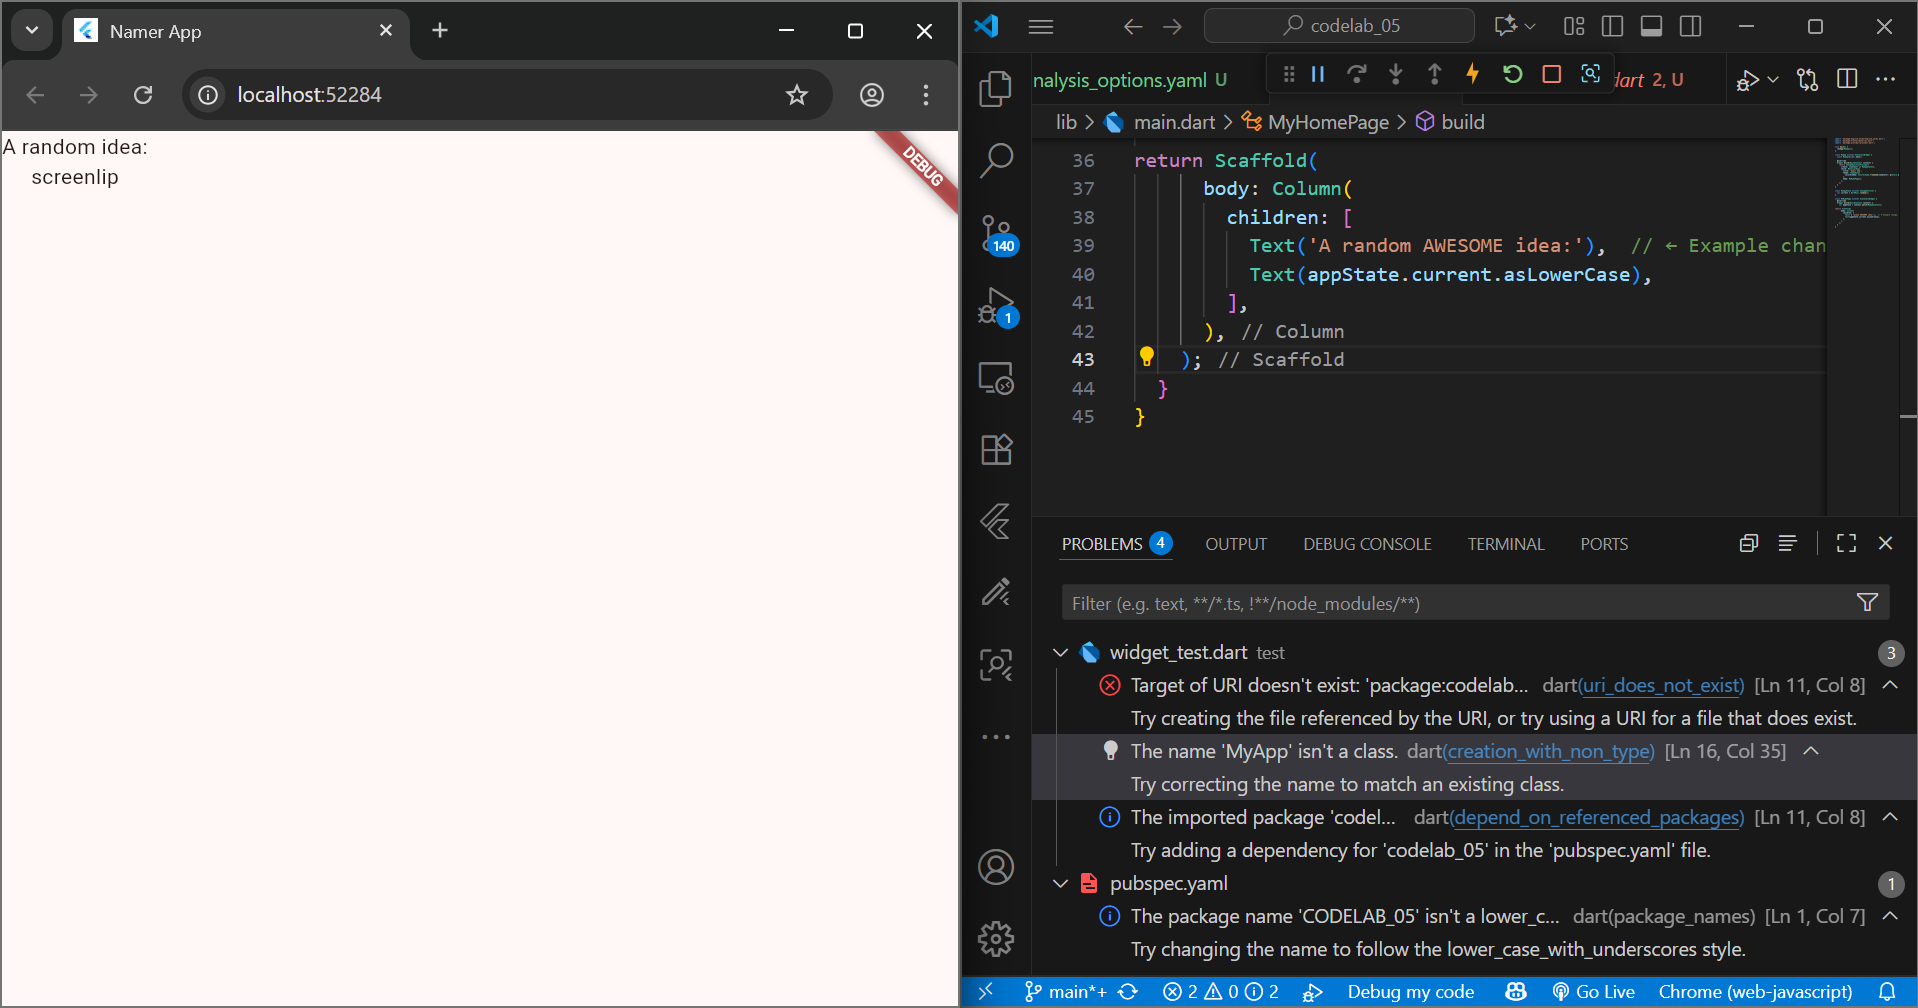 Namer App
localhost:52284
A random idea:
screenlip
DEBUG
codelab_05
nalysis_options.yaml U
dart 2, U
lib > main.dart > MyHomePage > build
36 return Scaffold(
37 body: Column(
38 children: [
39 Text('A random AWESOME idea:'), // ← Example chan
40 Text(appState.current.asLowerCase),
41 ],
42 ), // Column
43 ); // Scaffold
44 }
45 }
140
1
PROBLEMS 4 OUTPUT DEBUG CONSOLE TERMINAL PORTS
Filter (e.g. text, **/*.ts, !**/node_modules/**)
widget_test.dart test 3
Target of URI doesn't exist: 'package:codelab... dart(uri_does_not_exist) [Ln 11, Col 8]
Try creating the file referenced by the URI, or try using a URI for a file that does exist.
The name 'MyApp' isn't a class. dart(creation_with_non_type) [Ln 16, Col 35]
Try correcting the name to match an existing class.
The imported package 'codel... dart(depend_on_referenced_packages) [Ln 11, Col 8]
Try adding a dependency for 'codelab_05' in the 'pubspec.yaml' file.
pubspec.yaml 1
The package name 'CODELAB_05' isn't a lower_c... dart(package_names) [Ln 1, Col 7]
Try changing the name to follow the lower_case_with_underscores style.
main*+ 2 0 2 Debug my code Go Live Chrome (web-javascript)